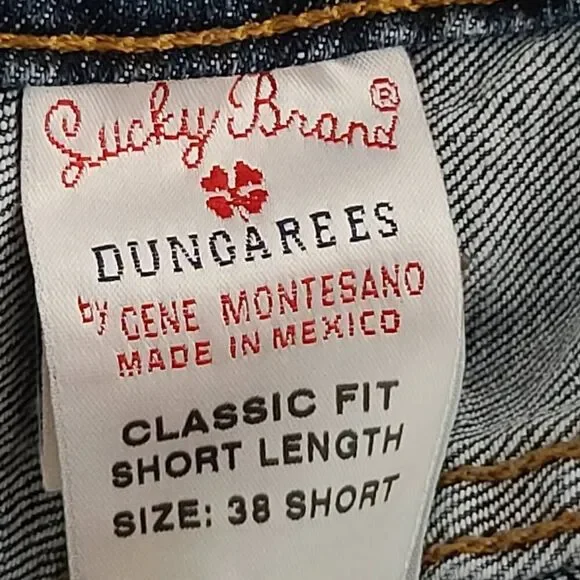 Lucky Brand®
DUNGAREES
by GENE MONTESANO
MADE IN MEXICO
CLASSIC FIT
SHORT LENGTH
SIZE: 38 SHORT